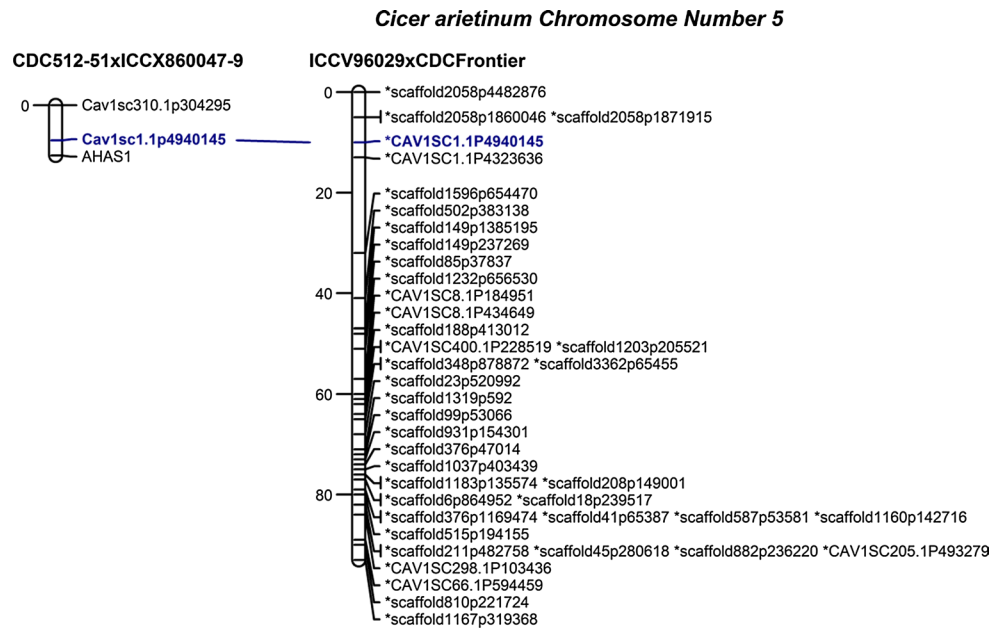 Cicer arietinum Chromosome Number 5
CDC512-51xICCX860047-9
0
Cav1sc310.1p304295
Cav1sc1.1p4940145
AHAS1
ICCV96029xCDCFrontier
0
20
40
60
80
*scaffold2058p4482876
*scaffold2058p1860046 *scaffold2058p1871915
*CAV1SC1.1P4940145
*CAV1SC1.1P4323636
*scaffold1596p654470
*scaffold502p383138
*scaffold149p1385195
*scaffold149p237269
*scaffold85p37837
*scaffold1232p656530
*CAV1SC8.1P184951
*CAV1SC8.1P434649
*scaffold188p413012
*CAV1SC400.1P228519 *scaffold1203p205521
*scaffold348p878872 *scaffold3362p65455
*scaffold23p520992
*scaffold1319p592
*scaffold99p53066
*scaffold931p154301
*scaffold376p47014
*scaffold1037p403439
*scaffold1183p135574 *scaffold208p149001
*scaffold6p864952 *scaffold18p239517
*scaffold376p1169474 *scaffold41p65387 *scaffold587p53581 *scaffold1160p142716
*scaffold515p194155
*scaffold211p482758 *scaffold45p280618 *scaffold882p236220 *CAV1SC205.1P493279
*CAV1SC298.1P103436
*CAV1SC66.1P594459
*scaffold810p221724
*scaffold1167p319368